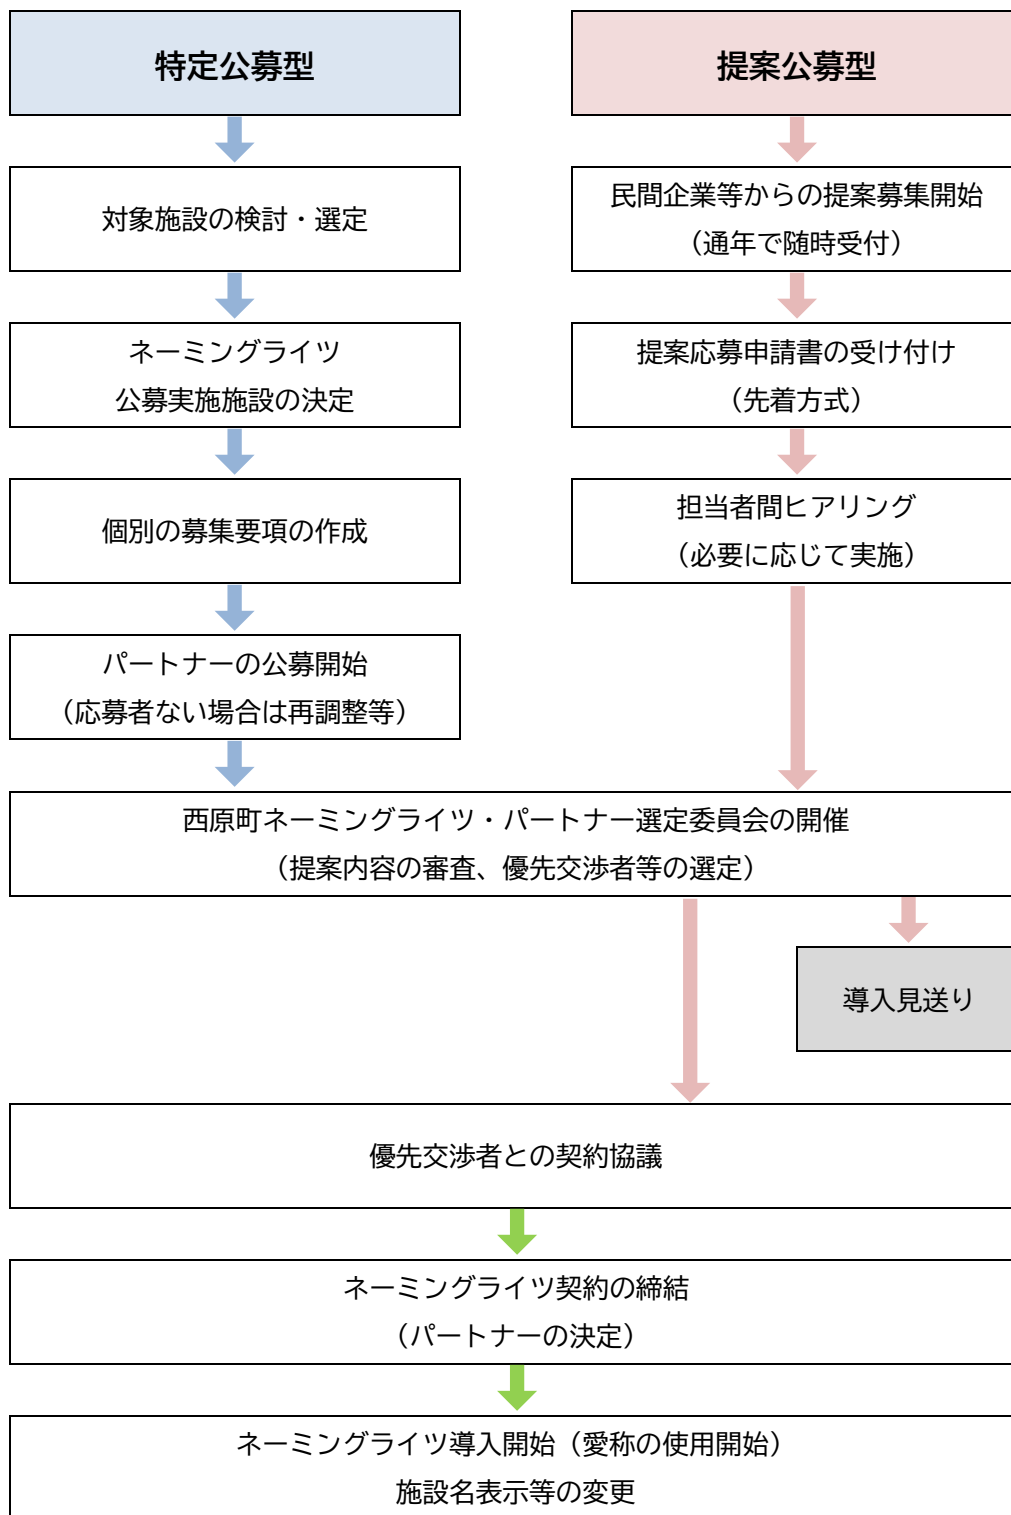 特定公募型
対象施設の検討・選定
ネーミングライツ
公募実施施設の決定
個別の募集要項の作成
パートナーの公募開始
（応募者ない場合は再調整等）
提案公募型
民間企業等からの提案募集開始
（通年で随時受付）
提案応募申請書の受け付け
（先着方式）
担当者間ヒアリング
（必要に応じて実施）
西原町ネーミングライツ・パートナー選定委員会の開催
（提案内容の審査、優先交渉者等の選定）
導入見送り
優先交渉者との契約協議
ネーミングライツ契約の締結
（パートナーの決定）
ネーミングライツ導入開始（愛称の使用開始）
施設名表示等の変更